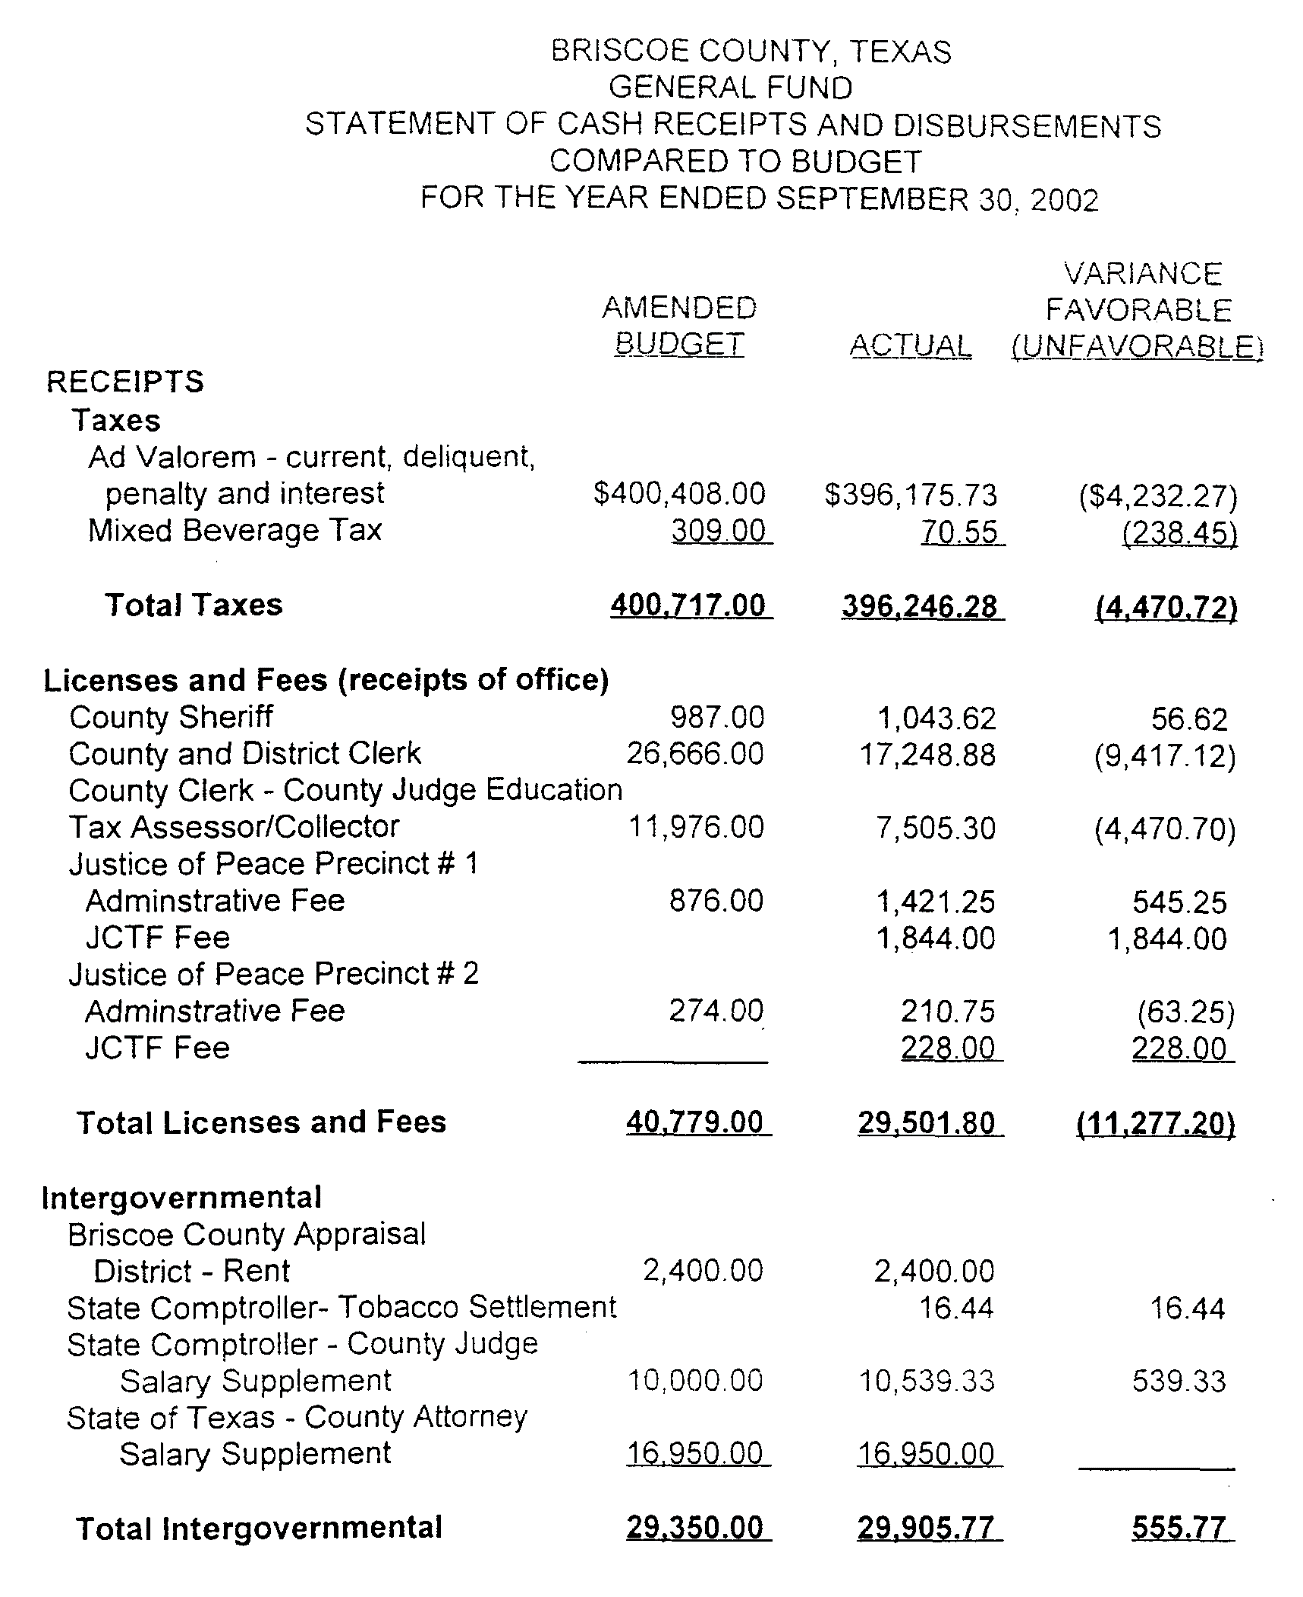 BRISCOE COUNTY, TEXAS
GENERAL FUND
STATEMENT OF CASH RECEIPTS AND DISBURSEMENTS
COMPARED TO BUDGET
FOR THE YEAR ENDED SEPTEMBER 30, 2002
VARIANCE
AMENDED FAVORABLE
BUDGET ACTUAL (UNFAVORABLE)
RECEIPTS
Taxes
Ad Valorem - current, deliquent,
penalty and interest $400,408.00 $396,175.73 ($4,232.27)
Mixed Beverage Tax 309.00 70.55 (238.45)
Total Taxes 400,717.00 396,246.28 (4,470.72)
Licenses and Fees (receipts of office)
County Sheriff 987.00 1,043.62 56.62
County and District Clerk 26,666.00 17,248.88 (9,417.12)
County Clerk - County Judge Education
Tax Assessor/Collector 11,976.00 7,505.30 (4,470.70)
Justice of Peace Precinct # 1
Adminstrative Fee 876.00 1,421.25 545.25
JCTF Fee 1,844.00 1,844.00
Justice of Peace Precinct # 2
Adminstrative Fee 274.00 210.75 (63.25)
JCTF Fee 228.00 228.00
Total Licenses and Fees 40,779.00 29,501.80 (11,277.20)
Intergovernmental
Briscoe County Appraisal
District - Rent 2,400.00 2,400.00
State Comptroller- Tobacco Settlement 16.44 16.44
State Comptroller - County Judge
Salary Supplement 10,000.00 10,539.33 539.33
State of Texas - County Attorney
Salary Supplement 16,950.00 16,950.00
Total Intergovernmental 29,350.00 29,905.77 555.77